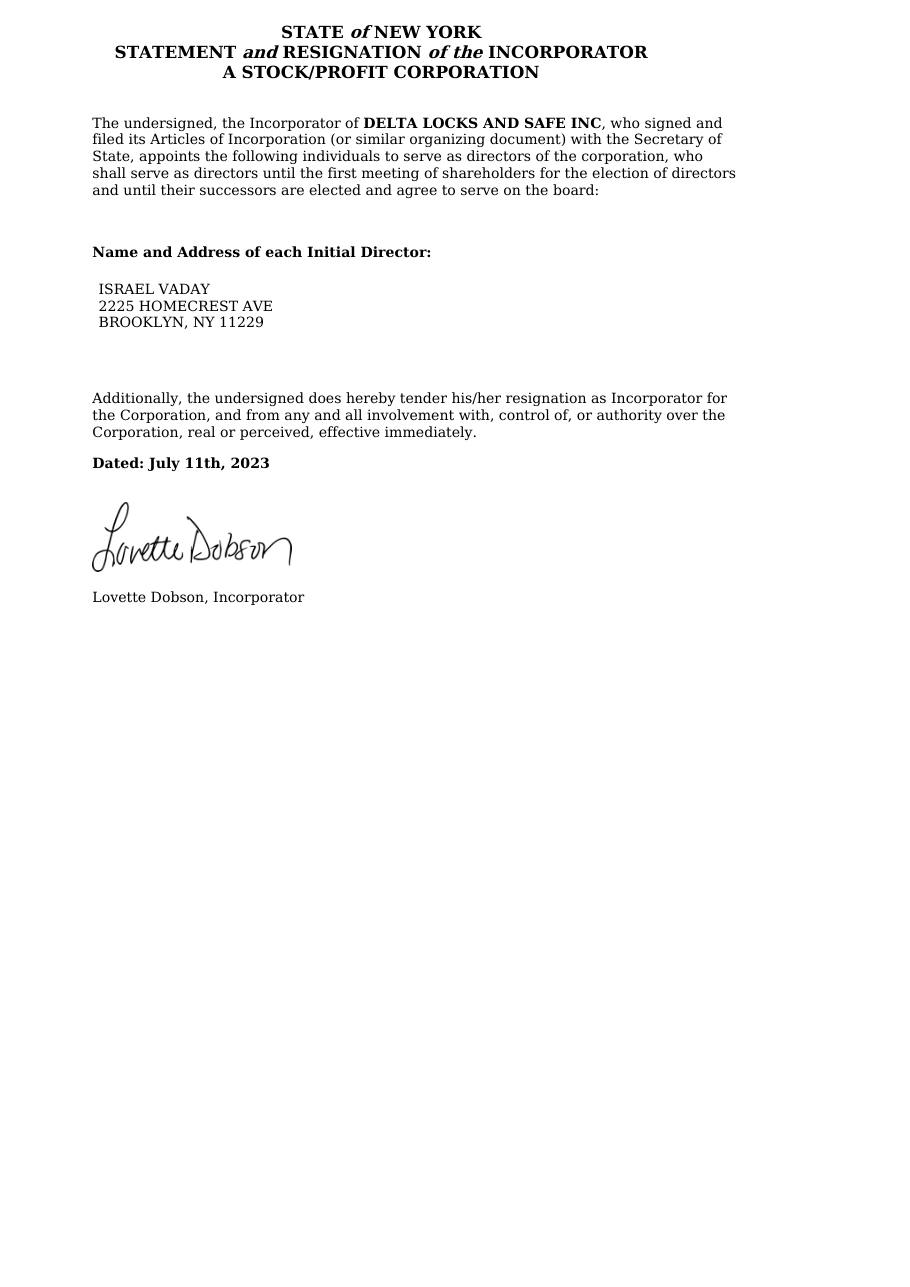 STATE of NEW YORK
STATEMENT and RESIGNATION of the INCORPORATOR
A STOCK/PROFIT CORPORATION
The undersigned, the Incorporator of DELTA LOCKS AND SAFE INC, who signed and
filed its Articles of Incorporation (or similar organizing document) with the Secretary of
State, appoints the following individuals to serve as directors of the corporation, who
shall serve as directors until the first meeting of shareholders for the election of directors
and until their successors are elected and agree to serve on the board:
Name and Address of each Initial Director:
ISRAEL VADAY
2225 HOMECREST AVE
BROOKLYN, NY 11229
Additionally, the undersigned does hereby tender his/her resignation as Incorporator for
the Corporation, and from any and all involvement with, control of, or authority over the
Corporation, real or perceived, effective immediately.
Dated: July 11th, 2023
Lovette Dobson
Lovette Dobson, Incorporator